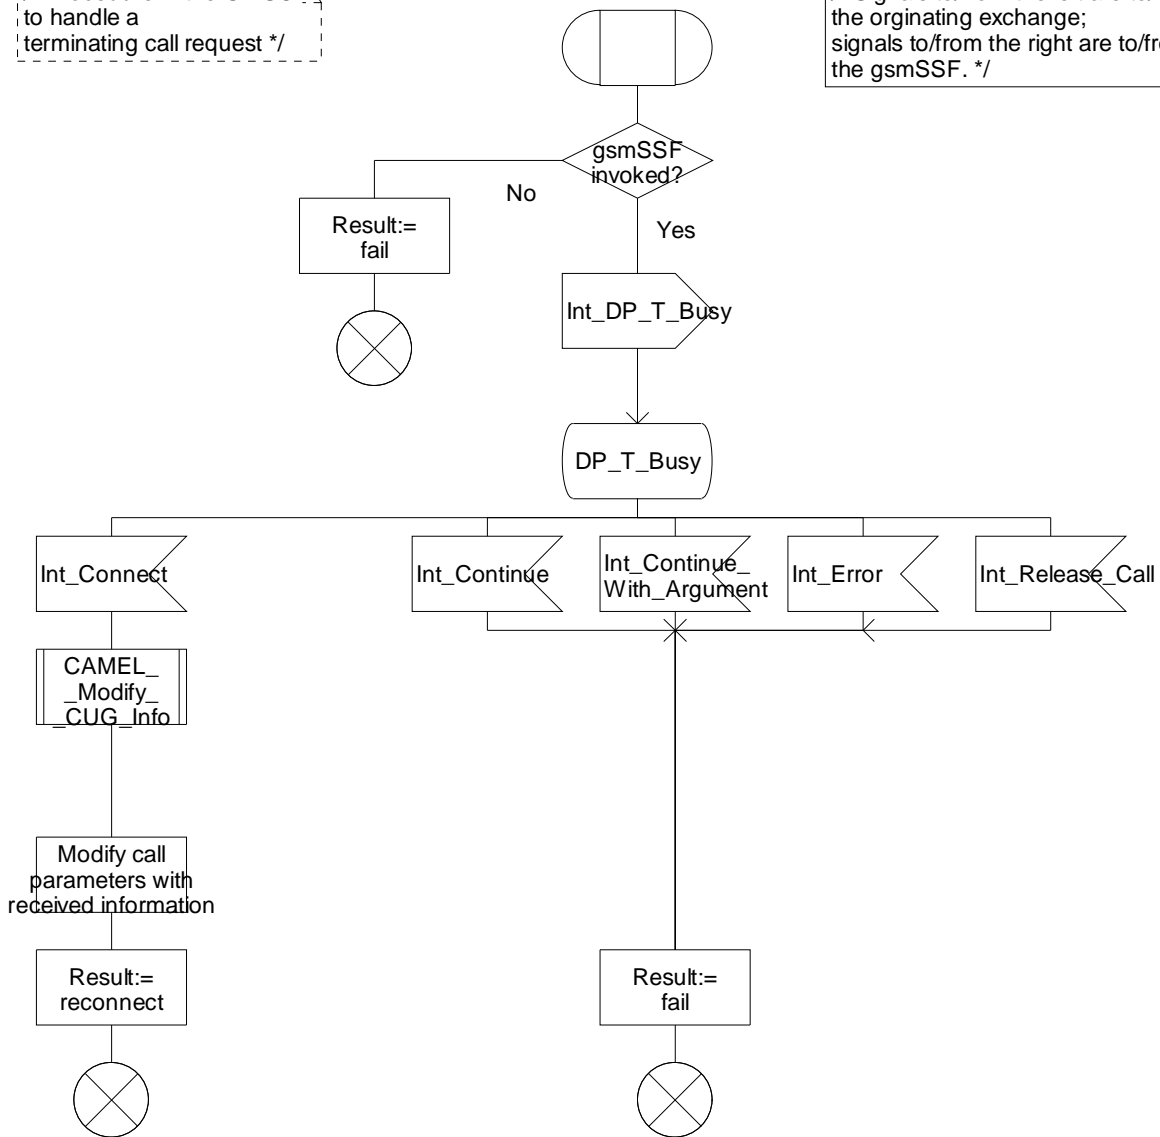 to handle a
terminating call request */
the orginating exchange;
signals to/from the right are to/fr
the gsmSSF. */
gsmSSF
invoked?
No
Yes
Result:=
fail
Int_DP_T_Busy
DP_T_Busy
Int_Connect
Int_Continue
Int_Continue_
With_Argument
Int_Error
Int_Release_Call
CAMEL_
_Modify_
_CUG_Info
Modify call
parameters with
received information
Result:=
reconnect
Result:=
fail